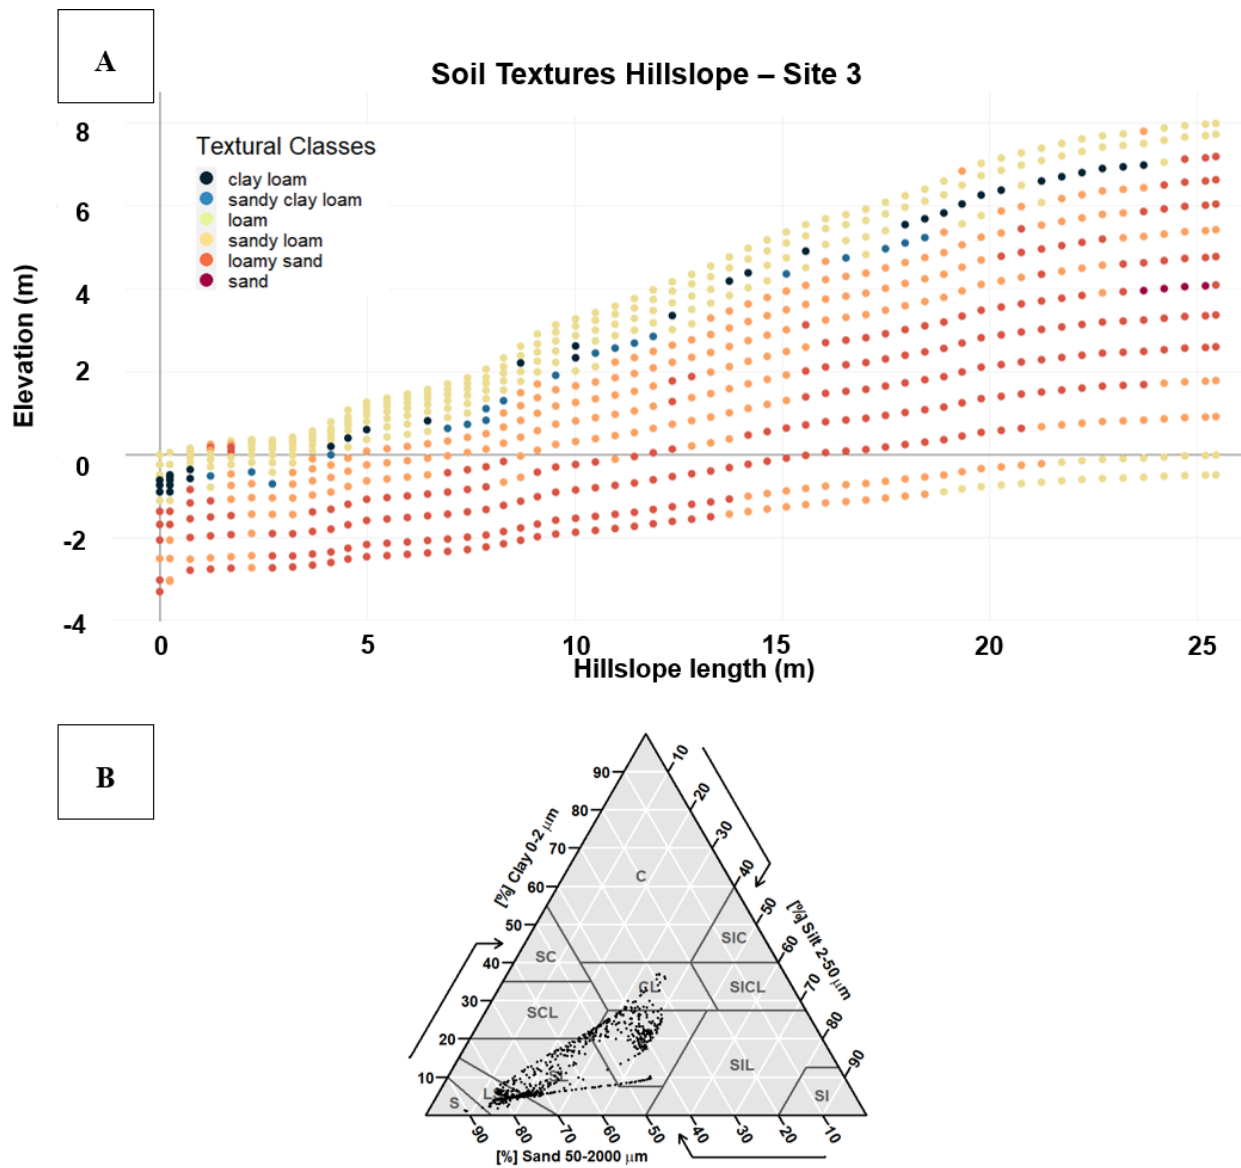 A
Soil Textures Hillslope – Site 3
Textural Classes
clay loam
sandy clay loam
loam
sandy loam
loamy sand
sand
Elevation (m)
8
6
4
2
0
-2
-4
0 5 10 15 20 25
Hillslope length (m)
B
[%] Clay 0-2 μm
90
80
70
60
50
40
30
20
10
[%] Silt 2-50 μm
10
20
30
40
50
60
70
80
90
C
SIC
SC
CL
SICL
SCL
SIL
SL
LS
S
SI
90 80 70 60 50 40 30 20 10
[%] Sand 50-2000 μm